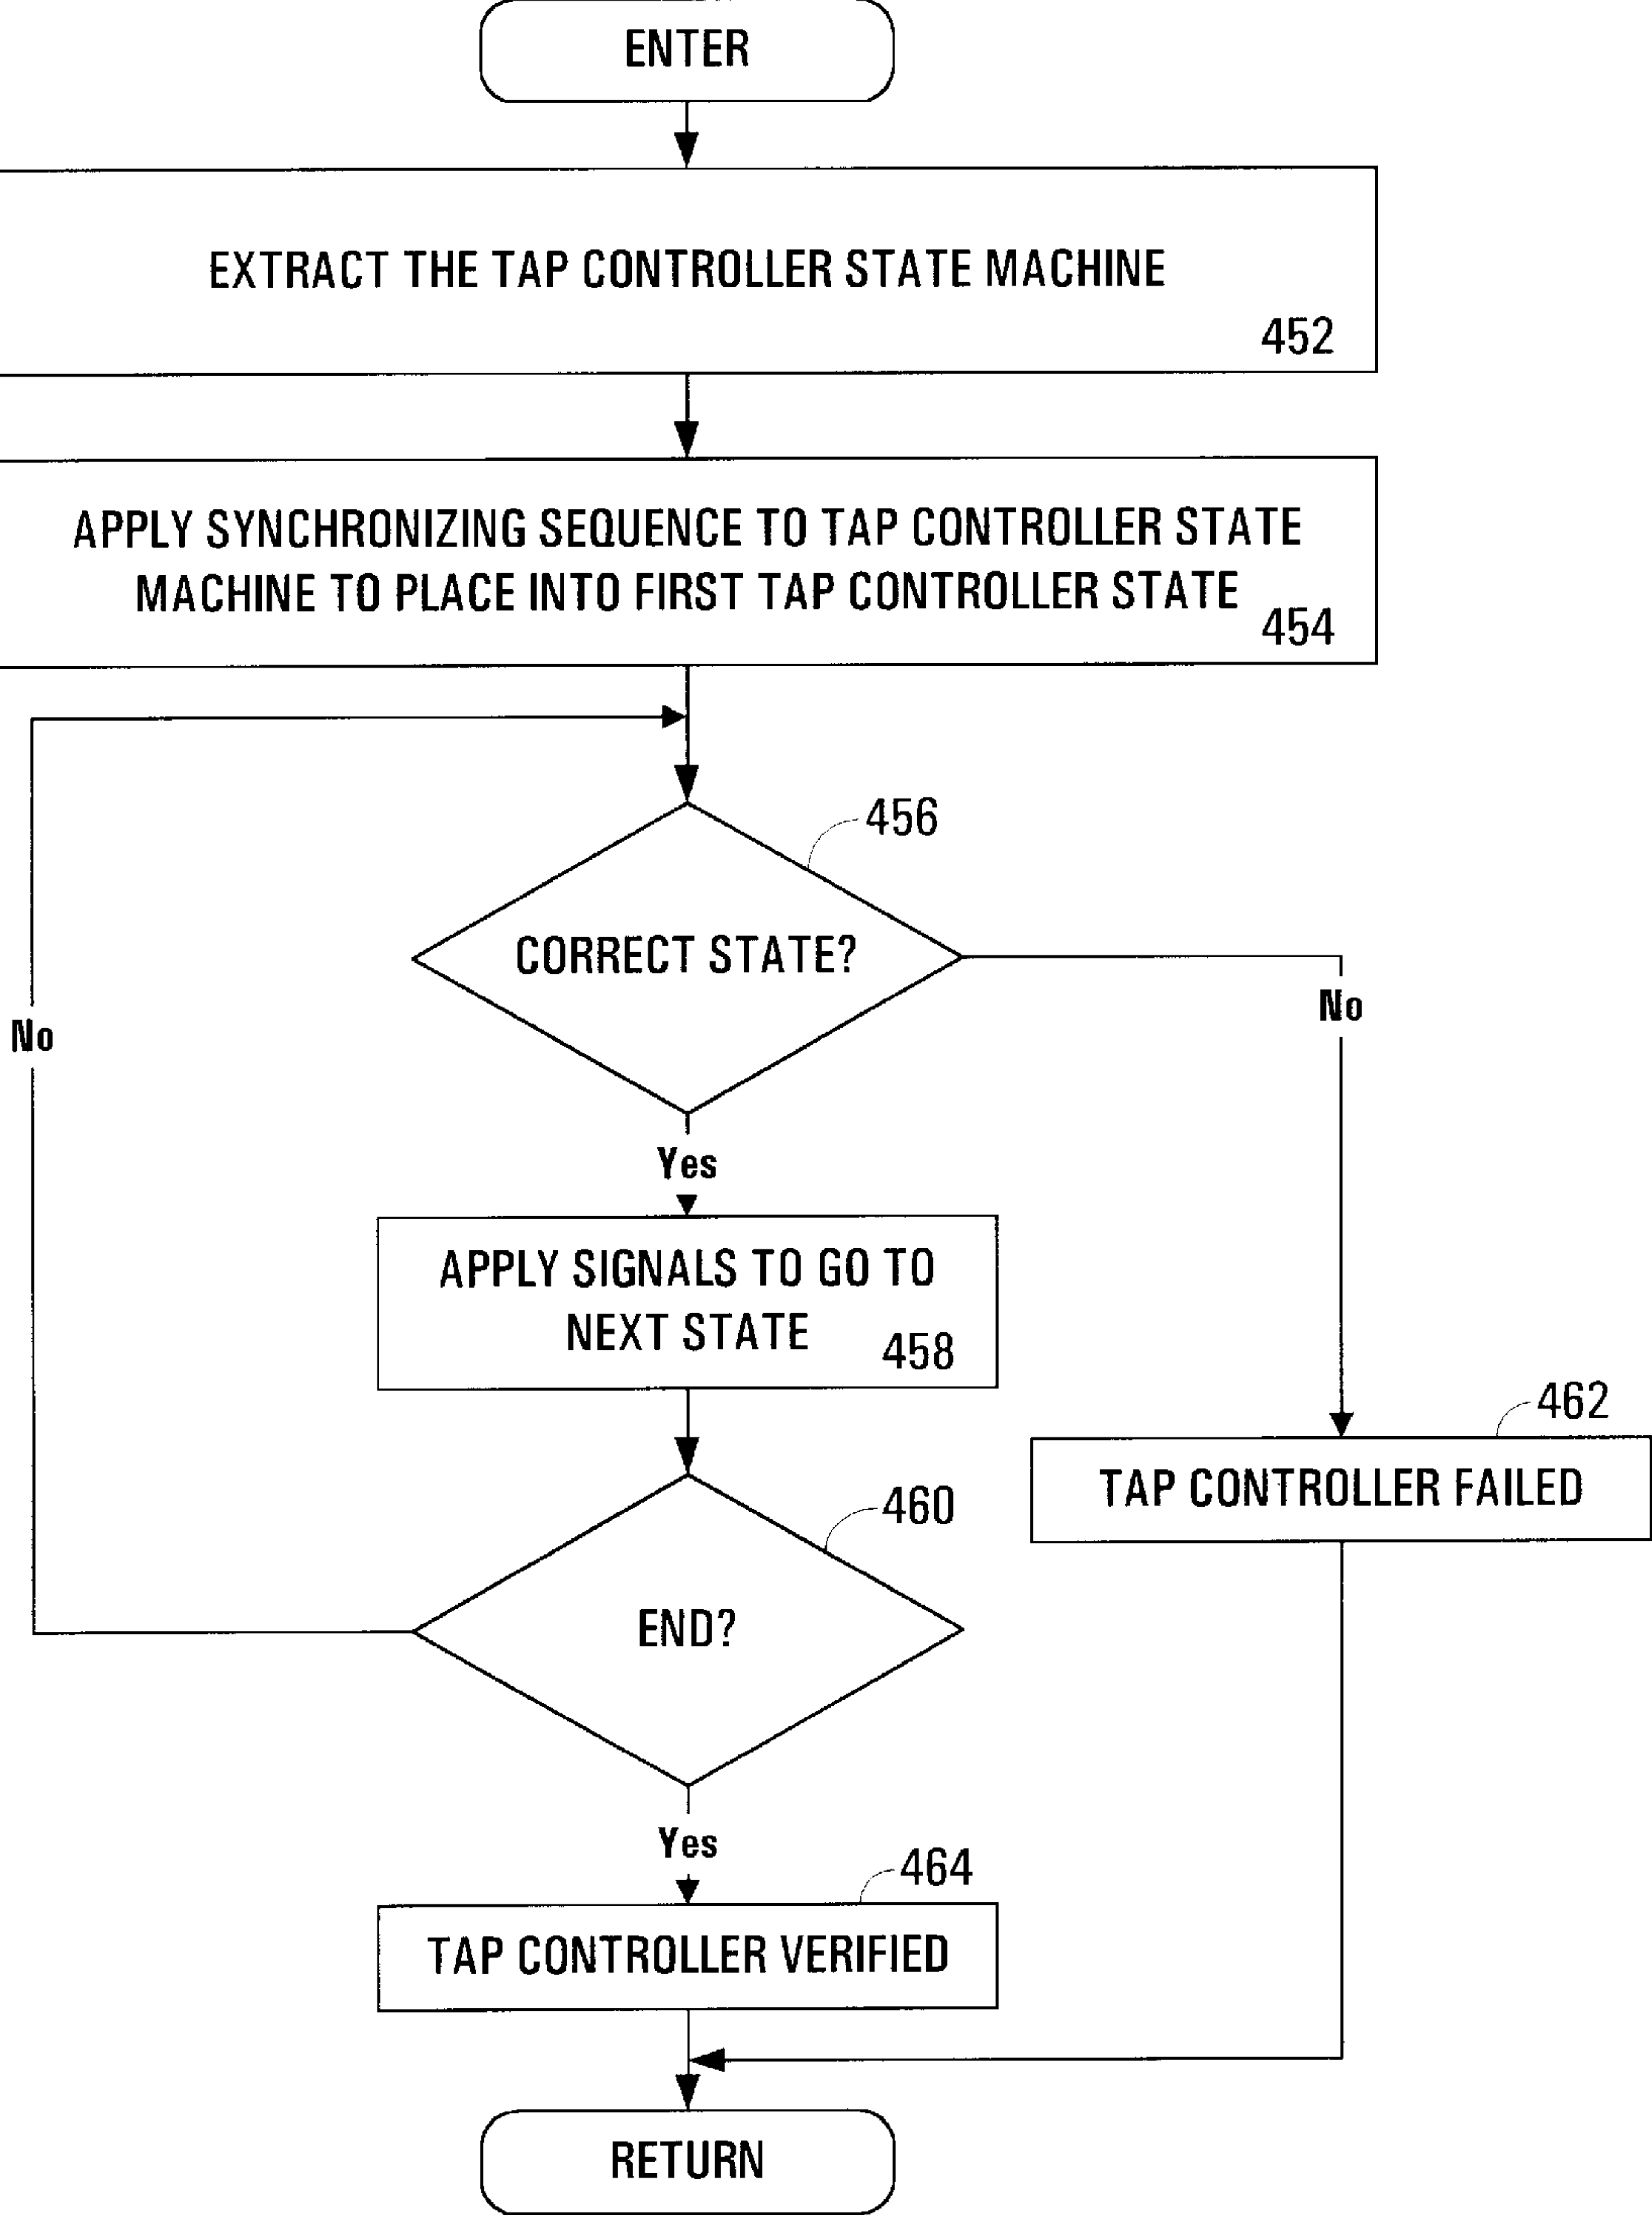 ENTER
EXTRACT THE TAP CONTROLLER STATE MACHINE
452
APPLY SYNCHRONIZING SEQUENCE TO TAP CONTROLLER STATE
MACHINE TO PLACE INTO FIRST TAP CONTROLLER STATE
454
456
CORRECT STATE?
No
No
Yes
APPLY SIGNALS TO GO TO
NEXT STATE
458
462
TAP CONTROLLER FAILED
460
END?
Yes
464
TAP CONTROLLER VERIFIED
RETURN